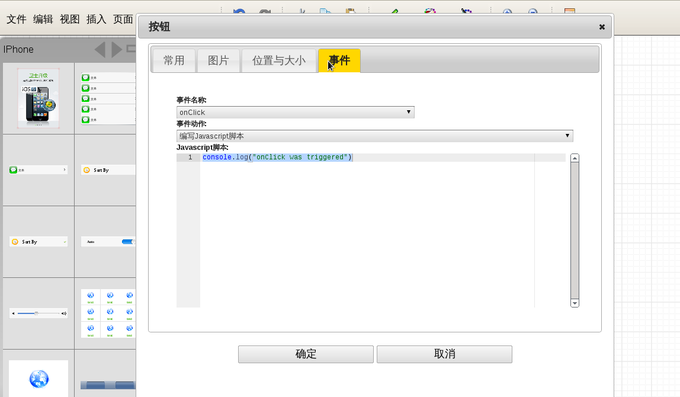 文件 编辑 视图 插入 页面
按钮
IPhone
常用 图片 位置与大小 事件
事件名称:
onClick
事件动作:
编写Javascript脚本
Javascript脚本:
1 console.log("onClick was triggered")
Sort By
Sort By
确定 取消